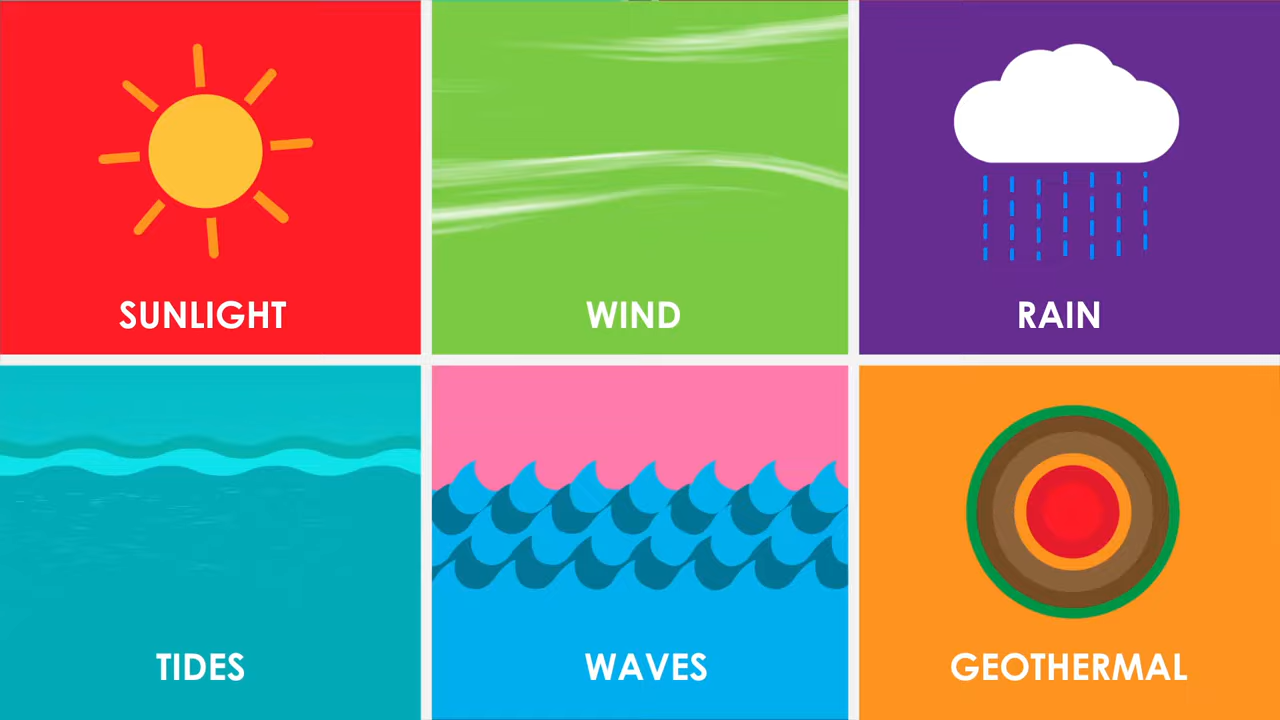 SUNLIGHT
WIND
RAIN
TIDES
WAVES
GEOTHERMAL